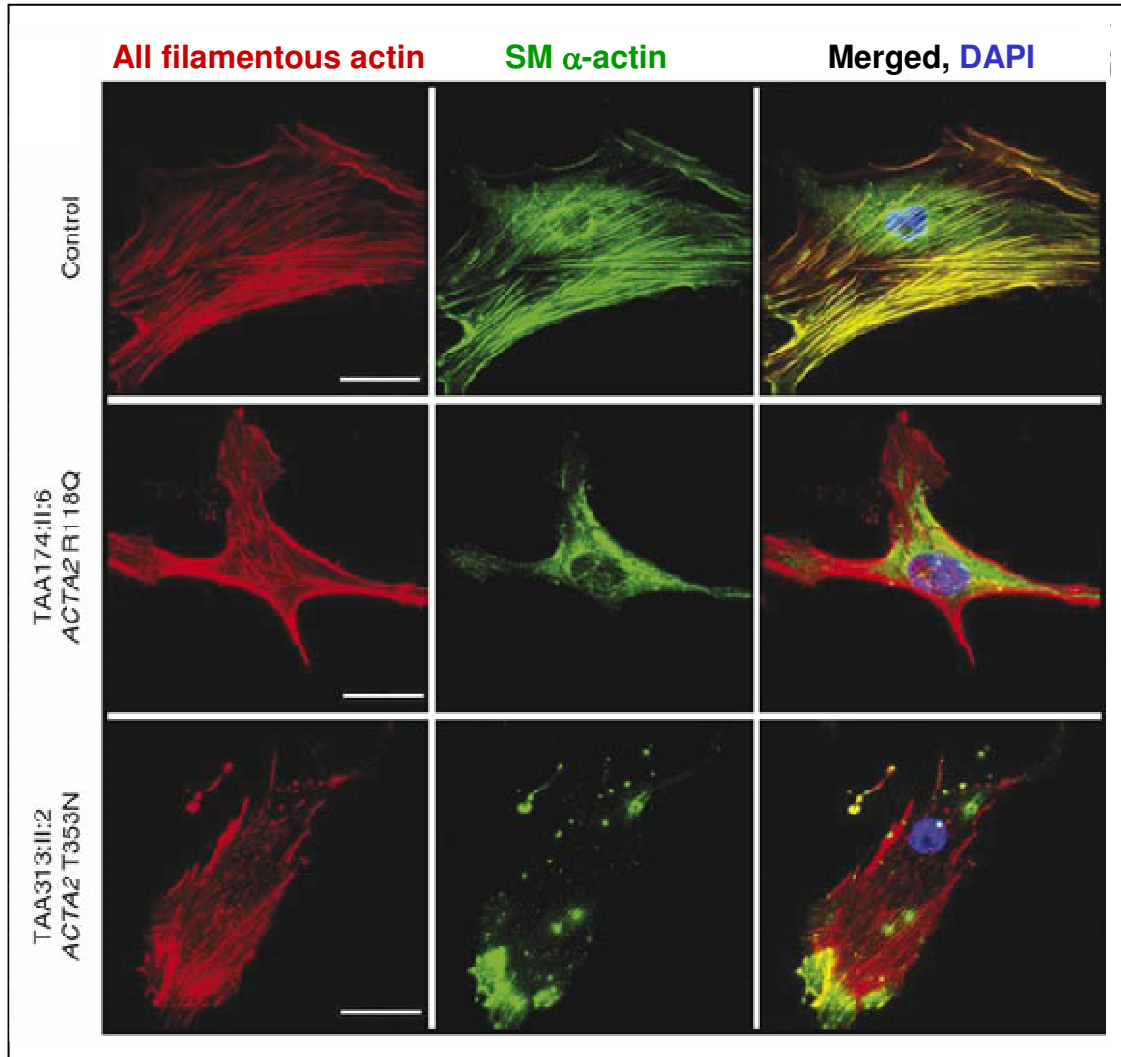 All filamentous actin
SM α-actin
Merged, DAPI
Control
TAA174:II:6
ACTA2 R118Q
TAA313:II:2
ACTA2 T353N